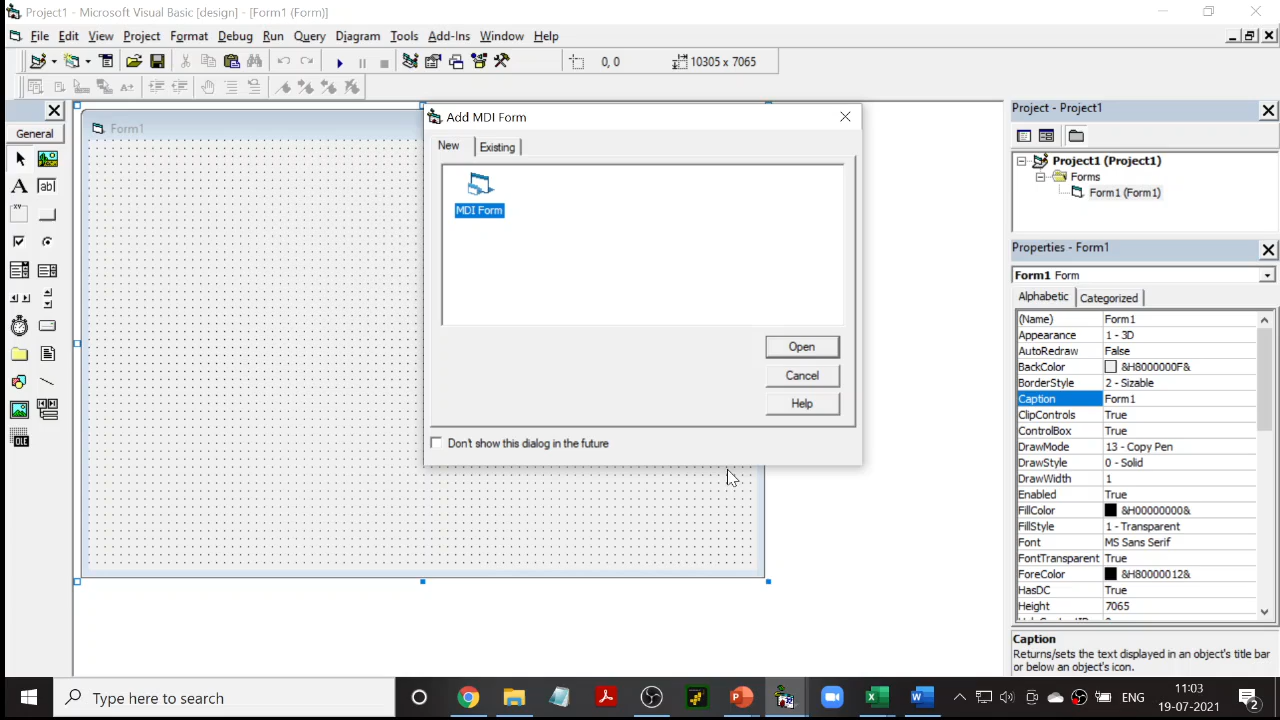 Project1 - Microsoft Visual Basic [design] - [Form1 (Form)]
File Edit View Project Format Debug Run Query Diagram Tools Add-Ins Window Help
0, 0 10305 x 7065
General
Form1
Add MDI Form
New Existing
MDI Form
Open
Cancel
Help
Don't show this dialog in the future
Project - Project1
Project1 (Project1)
Forms
Form1 (Form1)
Properties - Form1
Form1 Form
Alphabetic Categorized
(Name) Form1
Appearance 1 - 3D
AutoRedraw False
BackColor &H8000000F&
BorderStyle 2 - Sizable
Caption Form1
ClipControls True
ControlBox True
DrawMode 13 - Copy Pen
DrawStyle 0 - Solid
DrawWidth 1
Enabled True
FillColor &H00000000&
FillStyle 1 - Transparent
Font MS Sans Serif
FontTransparent True
ForeColor &H80000012&
HasDC True
Height 7065
Caption
Returns/sets the text displayed in an object's title bar
or below an object's icon.
A ab|
xy
OLE
Type here to search
ENG
11:03
19-07-2021
2